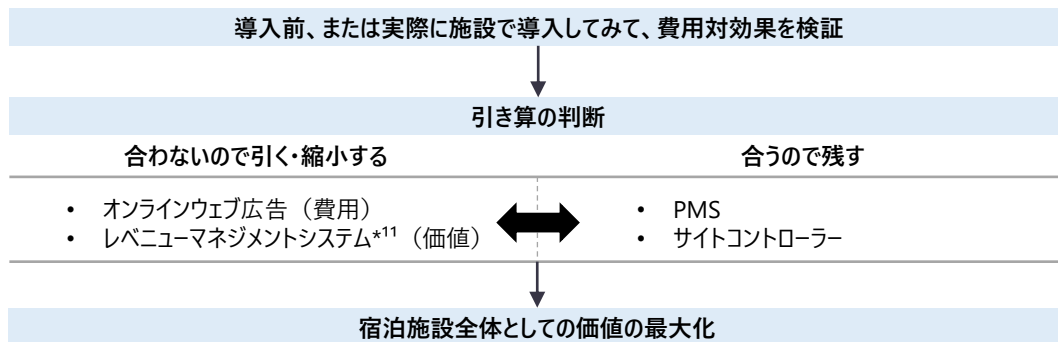 導入前、または実際に施設で導入してみて、費用対効果を検証
引き算の判断
合わないので引く・縮小する
合うので残す
• オンラインウェブ広告（費用）
• レベニューマネジメントシステム*¹¹（価値）
• PMS
• サイトコントローラー
宿泊施設全体としての価値の最大化